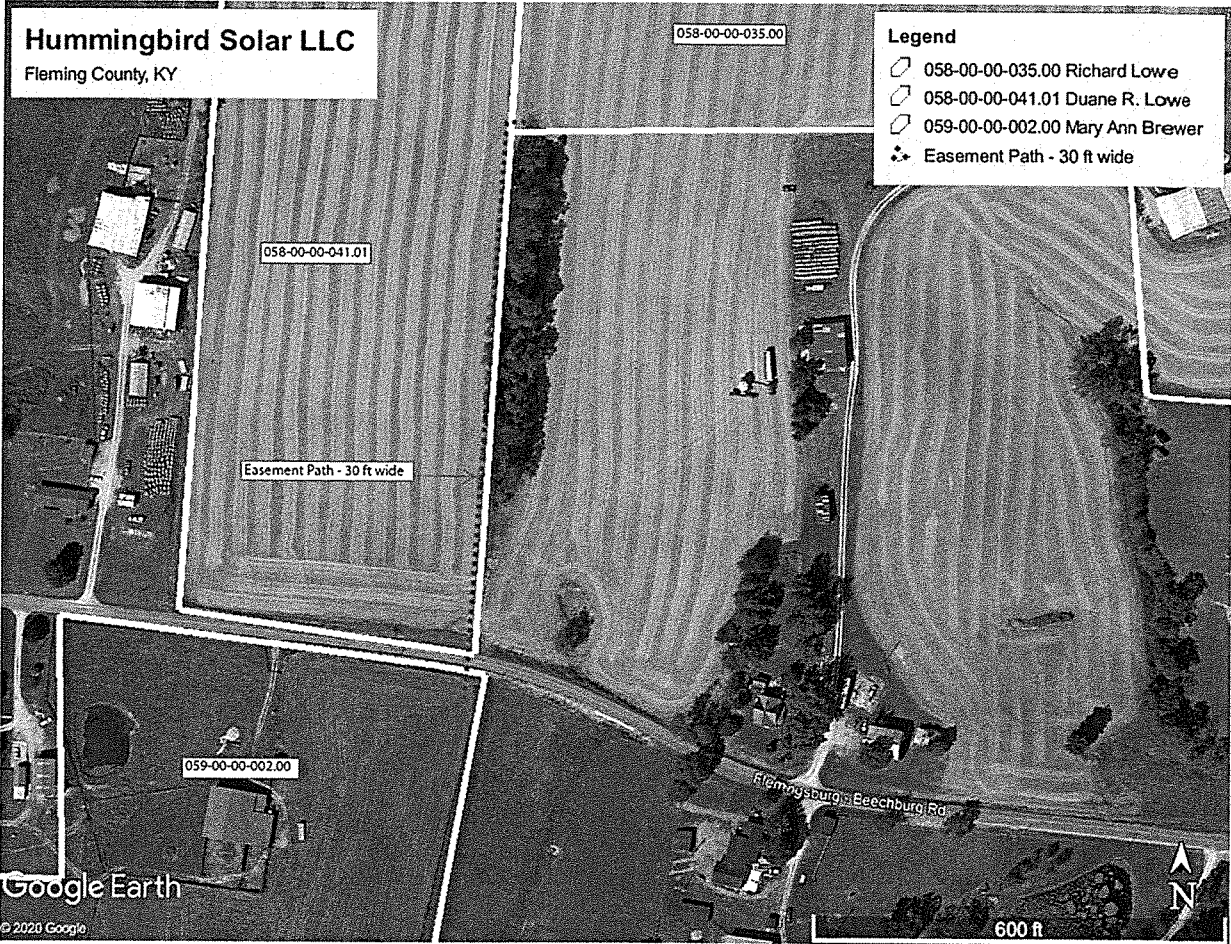 Hummingbird Solar LLC
Fleming County, KY
058-00-00-035.00
Legend
058-00-00-035.00 Richard Lowe
058-00-00-041.01 Duane R. Lowe
059-00-00-002.00 Mary Ann Brewer
Easement Path - 30 ft wide
058-00-00-041.01
Easement Path - 30 ft wide
059-00-00-002.00
Flemingsburg - Beechburg Rd
Google Earth
© 2020 Google
N
600 ft